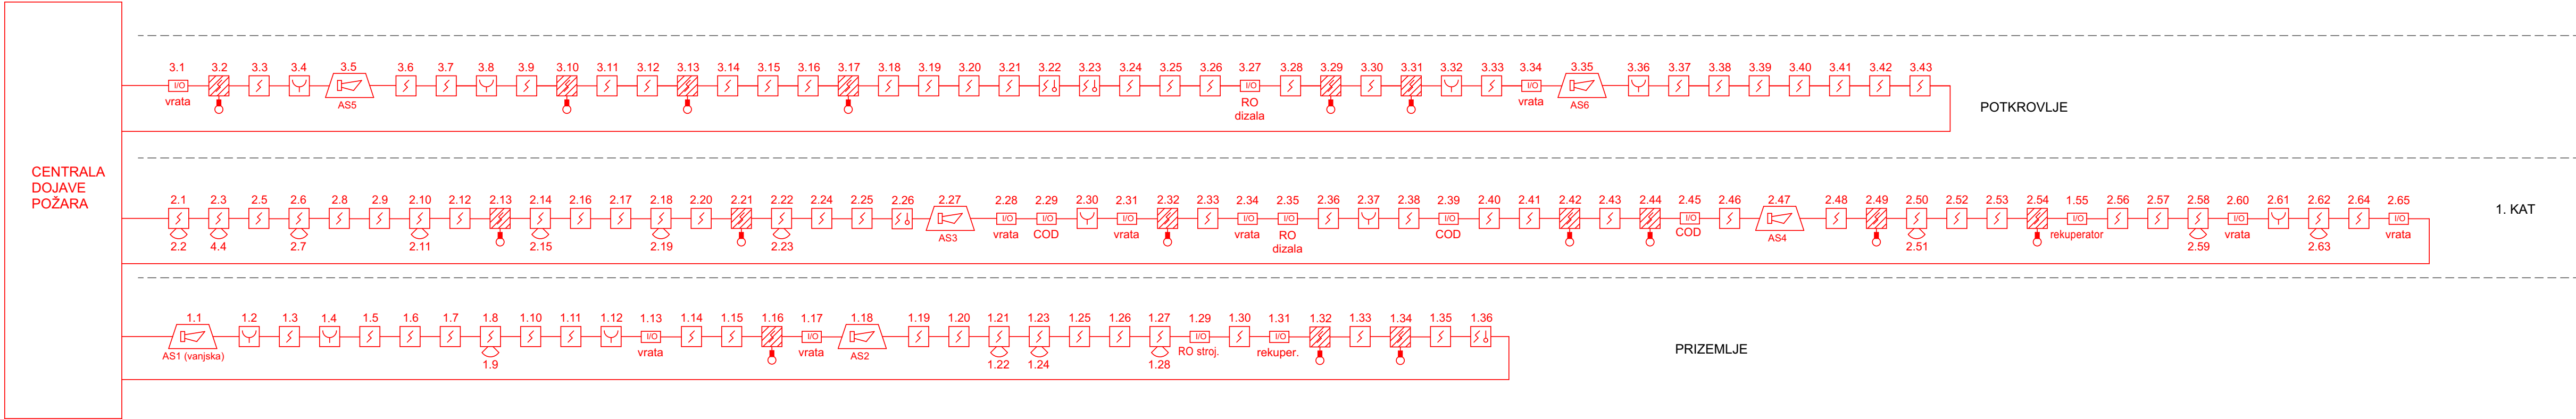 CENTRALA
DOJAVE
POŽARA
3.1 3.2 3.3 3.4 3.5 3.6 3.7 3.8 3.9 3.10 3.11 3.12 3.13 3.14 3.15 3.16 3.17 3.18 3.19 3.20 3.21 3.22 3.23 3.24 3.25 3.26 3.27 3.28 3.29 3.30 3.31 3.32 3.33 3.34 3.35 3.36 3.37 3.38 3.39 3.40 3.41 3.42 3.43
I/O I/O I/O
vrata AS5 RO vrata AS6
dizala
POTKROVLJE
2.1 2.3 2.5 2.6 2.8 2.9 2.10 2.12 2.13 2.14 2.16 2.17 2.18 2.20 2.21 2.22 2.24 2.25 2.26 2.27 2.28 2.29 2.30 2.31 2.32 2.33 2.34 2.35 2.36 2.37 2.38 2.39 2.40 2.41 2.42 2.43 2.44 2.45 2.46 2.47 2.48 2.49 2.50 2.52 2.53 2.54 1.55 2.56 2.57 2.58 2.60 2.61 2.62 2.64 2.65
I/O I/O I/O I/O I/O I/O I/O I/O I/O I/O
1. KAT
AS3 vrata COD vrata vrata RO COD COD AS4 rekuperator vrata vrata
2.2 4.4 2.7 2.11 2.15 2.19 2.23 dizala 2.51 2.59 2.63
1.1 1.2 1.3 1.4 1.5 1.6 1.7 1.8 1.10 1.11 1.12 1.13 1.14 1.15 1.16 1.17 1.18 1.19 1.20 1.21 1.23 1.25 1.26 1.27 1.29 1.30 1.31 1.32 1.33 1.34 1.35 1.36
I/O I/O I/O I/O
AS1 (vanjska) vrata vrata AS2 RO stroj. rekuper.
1.9 1.22 1.24 1.28
PRIZEMLJE